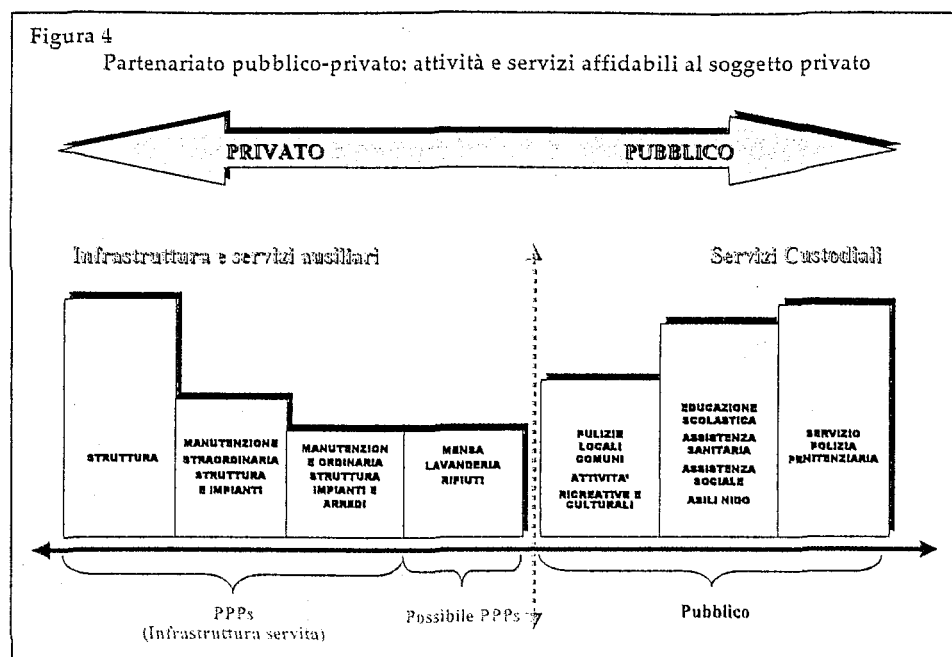 Figura 4
Partenariato pubblico-privato: attività e servizi affidabili al soggetto privato
PRIVATO
PUBBLICO
Infrastruttura e servizi ausiliari
Servizi Custodiali
STRUTTURA
MANUTENZIONE
STRAORDINARIA
STRUTTURA
E IMPIANTI
MANUTENZION
E ORDINARIA
STRUTTURA
IMPIANTI E
ARREDI
MENSA
LAVANDERIA
RIFIUTI
PULIZIE
LOCALI
COMUNI
ATTIVITA'
RICREATIVE E
CULTURALI
EDUCAZIONE
SCOLASTICA
ASSISTENZA
SANITARIA
ASSISTENZA
SOCIALE
ASILI NIDO
SERVIZIO
POLIZIA
PENITENZIARIA
PPPs
(Infrastruttura servita)
Possibile PPPs
Pubblico